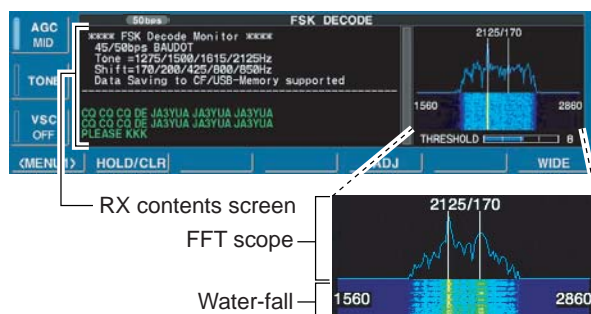 AGC
MID
TONE
VSC
OFF
50bps
FSK DECODE
**** FSK Decode Monitor ****
45/50bps BAUDOT
Tone =1275/1500/1615/2125Hz
Shift=170/200/425/800/850Hz
Data Saving to CF/USB-Memory supported
CQ CQ CQ DE JA3YUA JA3YUA JA3YUA
CQ CQ CQ DE JA3YUA JA3YUA JA3YUA
PLEASE KKK
2125/170
1560
2860
THRESHOLD
8
<MENU1>
HOLD/CLR
ADJ
WIDE
RX contents screen
FFT scope
Water-fall
2125/170
1560
2860